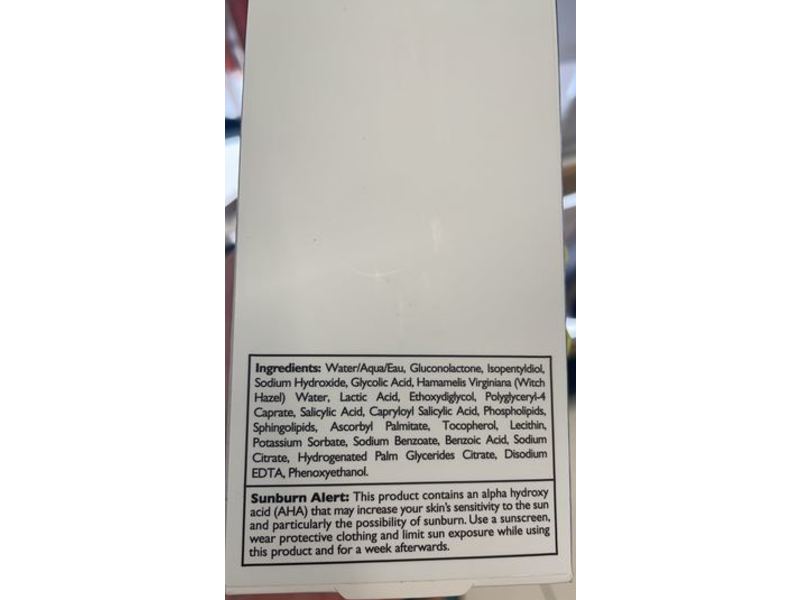 Ingredients: Water/Aqua/Eau, Gluconolactone, Isopentyldiol,
Sodium Hydroxide, Glycolic Acid, Hamamelis Virginiana (Witch
Hazel) Water, Lactic Acid, Ethoxydiglycol, Polyglyceryl-4
Caprate, Salicylic Acid, Capryloyl Salicylic Acid, Phospholipids,
Sphingolipids, Ascorbyl Palmitate, Tocopherol, Lecithin,
Potassium Sorbate, Sodium Benzoate, Benzoic Acid, Sodium
Citrate, Hydrogenated Palm Glycerides Citrate, Disodium
EDTA, Phenoxyethanol.
Sunburn Alert: This product contains an alpha hydroxy
acid (AHA) that may increase your skin's sensitivity to the sun
and particularly the possibility of sunburn. Use a sunscreen,
wear protective clothing and limit sun exposure while using
this product and for a week afterwards.